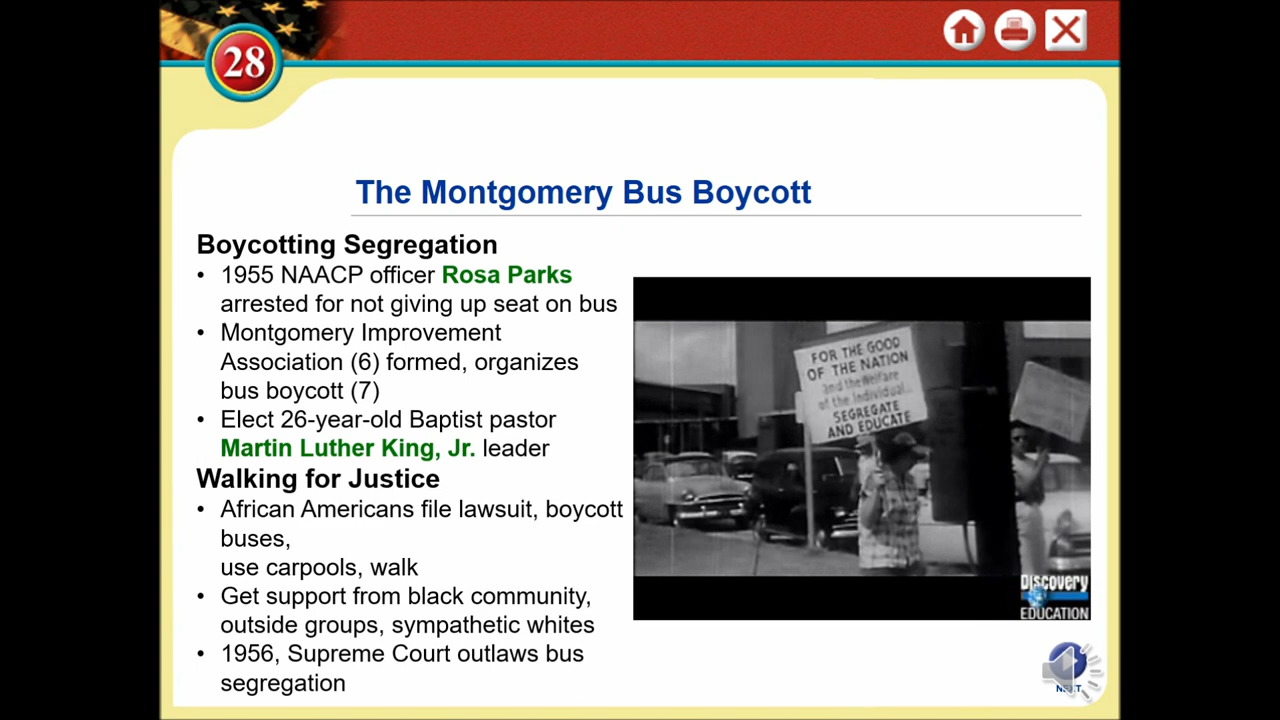 28
The Montgomery Bus Boycott
Boycotting Segregation
• 1955 NAACP officer Rosa Parks
arrested for not giving up seat on bus
• Montgomery Improvement
Association (6) formed, organizes
bus boycott (7)
• Elect 26-year-old Baptist pastor
Martin Luther King, Jr. leader
Walking for Justice
• African Americans file lawsuit, boycott
buses,
use carpools, walk
• Get support from black community,
outside groups, sympathetic whites
• 1956, Supreme Court outlaws bus
segregation
FOR THE GOOD
OF THE NATION
and the Welfare
of the Individual..
SEGREGATE
AND EDUCATE
Discovery
EDUCATION
NEXT